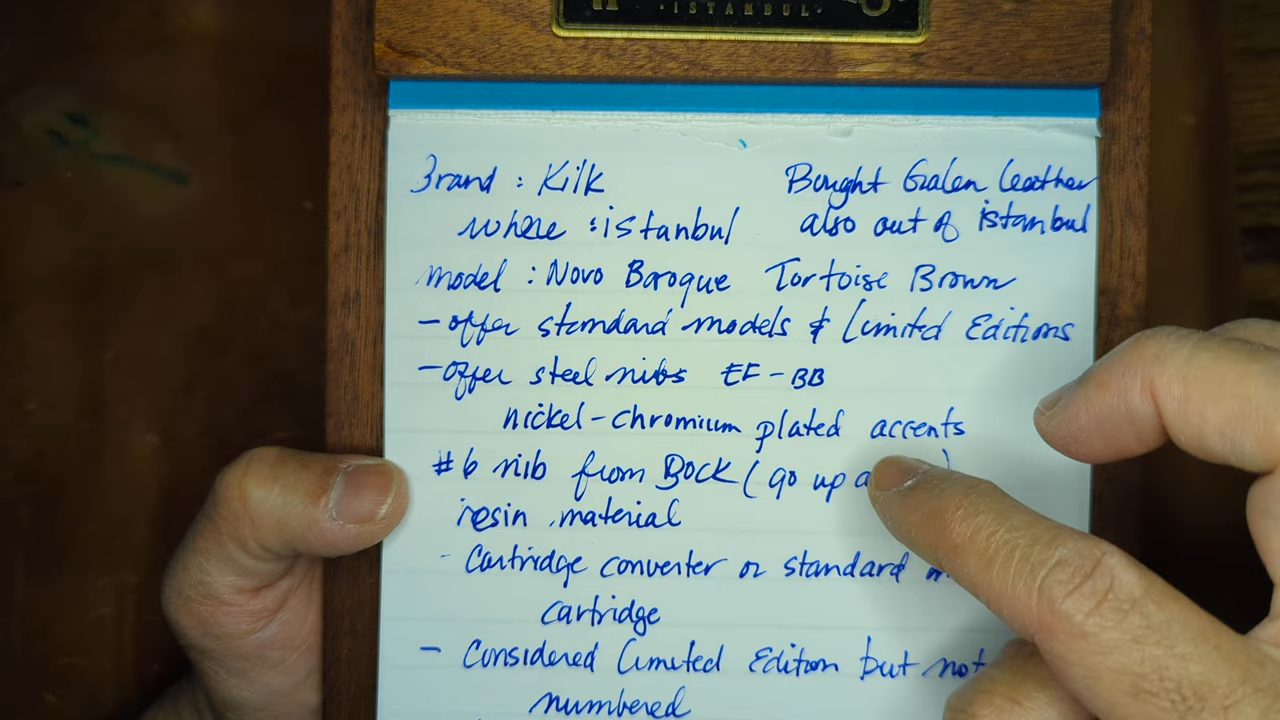 ISTANBUL
Brand : Kilk
Bought Galen Leather
where : istanbul
also out of istanbul
model : Novo Baroque Tortoise Brown
- offer standard models & Limited Editions
- offer steel nibs EF - BB
nickel-chromium plated accents
#6 nib from BOCK ( go up a
resin material
- Cartridge converter or standard
cartridge
- Considered Limited Edition but not
numbered